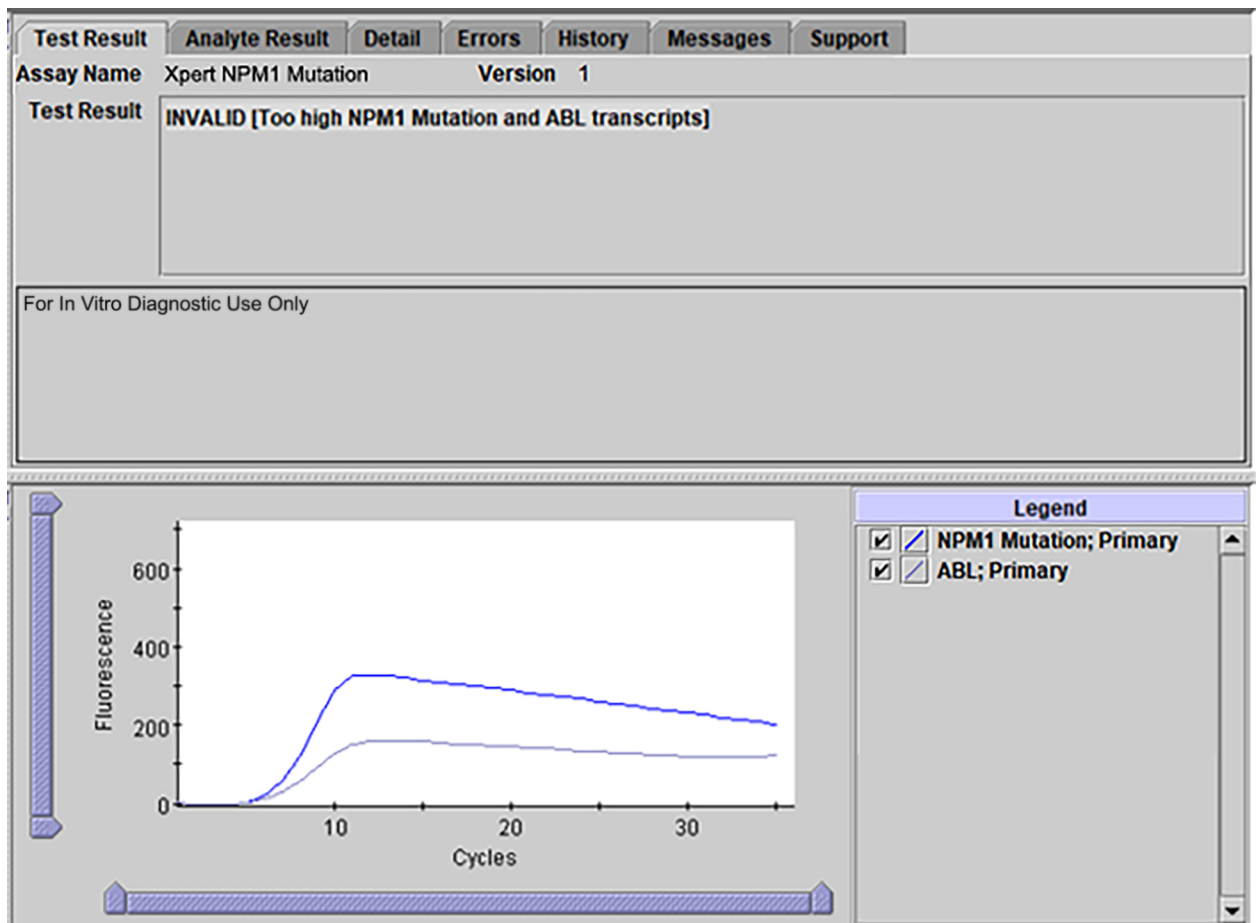 Test Result Analyte Result Detail Errors History Messages Support
Assay Name Xpert NPM1 Mutation Version 1
Test Result INVALID [Too high NPM1 Mutation and ABL transcripts]
For In Vitro Diagnostic Use Only
Legend
NPM1 Mutation; Primary
ABL; Primary
Fluorescence
600
400
200
0
10 20 30
Cycles